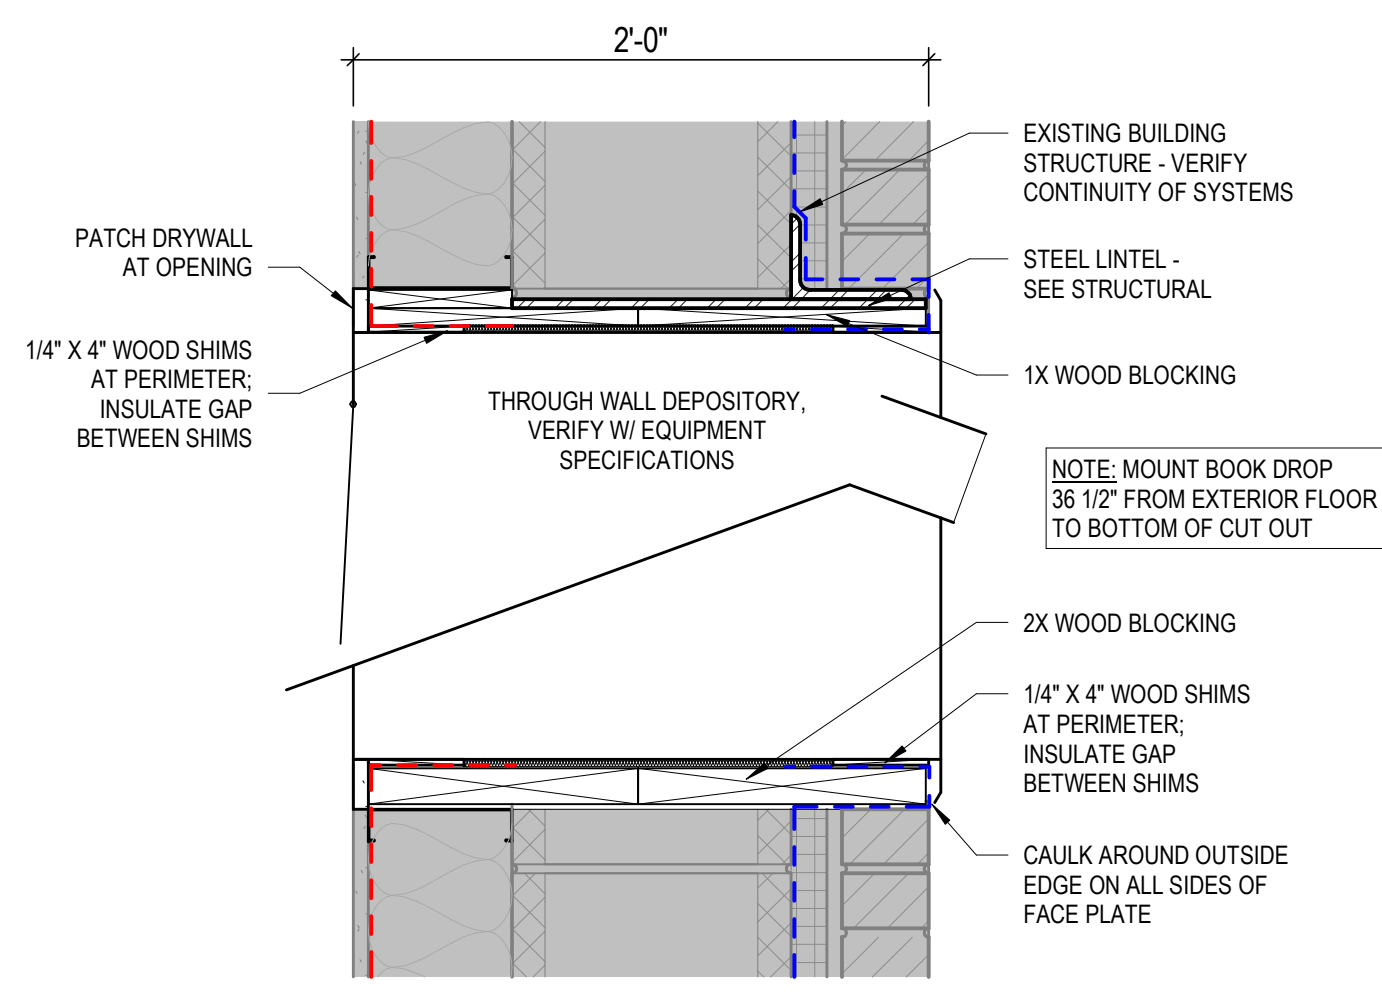 2'-0"
EXISTING BUILDING
STRUCTURE - VERIFY
CONTINUITY OF SYSTEMS
PATCH DRYWALL
AT OPENING
STEEL LINTEL -
SEE STRUCTURAL
1/4" X 4" WOOD SHIMS
AT PERIMETER;
INSULATE GAP
BETWEEN SHIMS
1X WOOD BLOCKING
THROUGH WALL DEPOSITORY,
VERIFY W/ EQUIPMENT
SPECIFICATIONS
NOTE: MOUNT BOOK DROP
36 1/2" FROM EXTERIOR FLOOR
TO BOTTOM OF CUT OUT
2X WOOD BLOCKING
1/4" X 4" WOOD SHIMS
AT PERIMETER;
INSULATE GAP
BETWEEN SHIMS
CAULK AROUND OUTSIDE
EDGE ON ALL SIDES OF
FACE PLATE